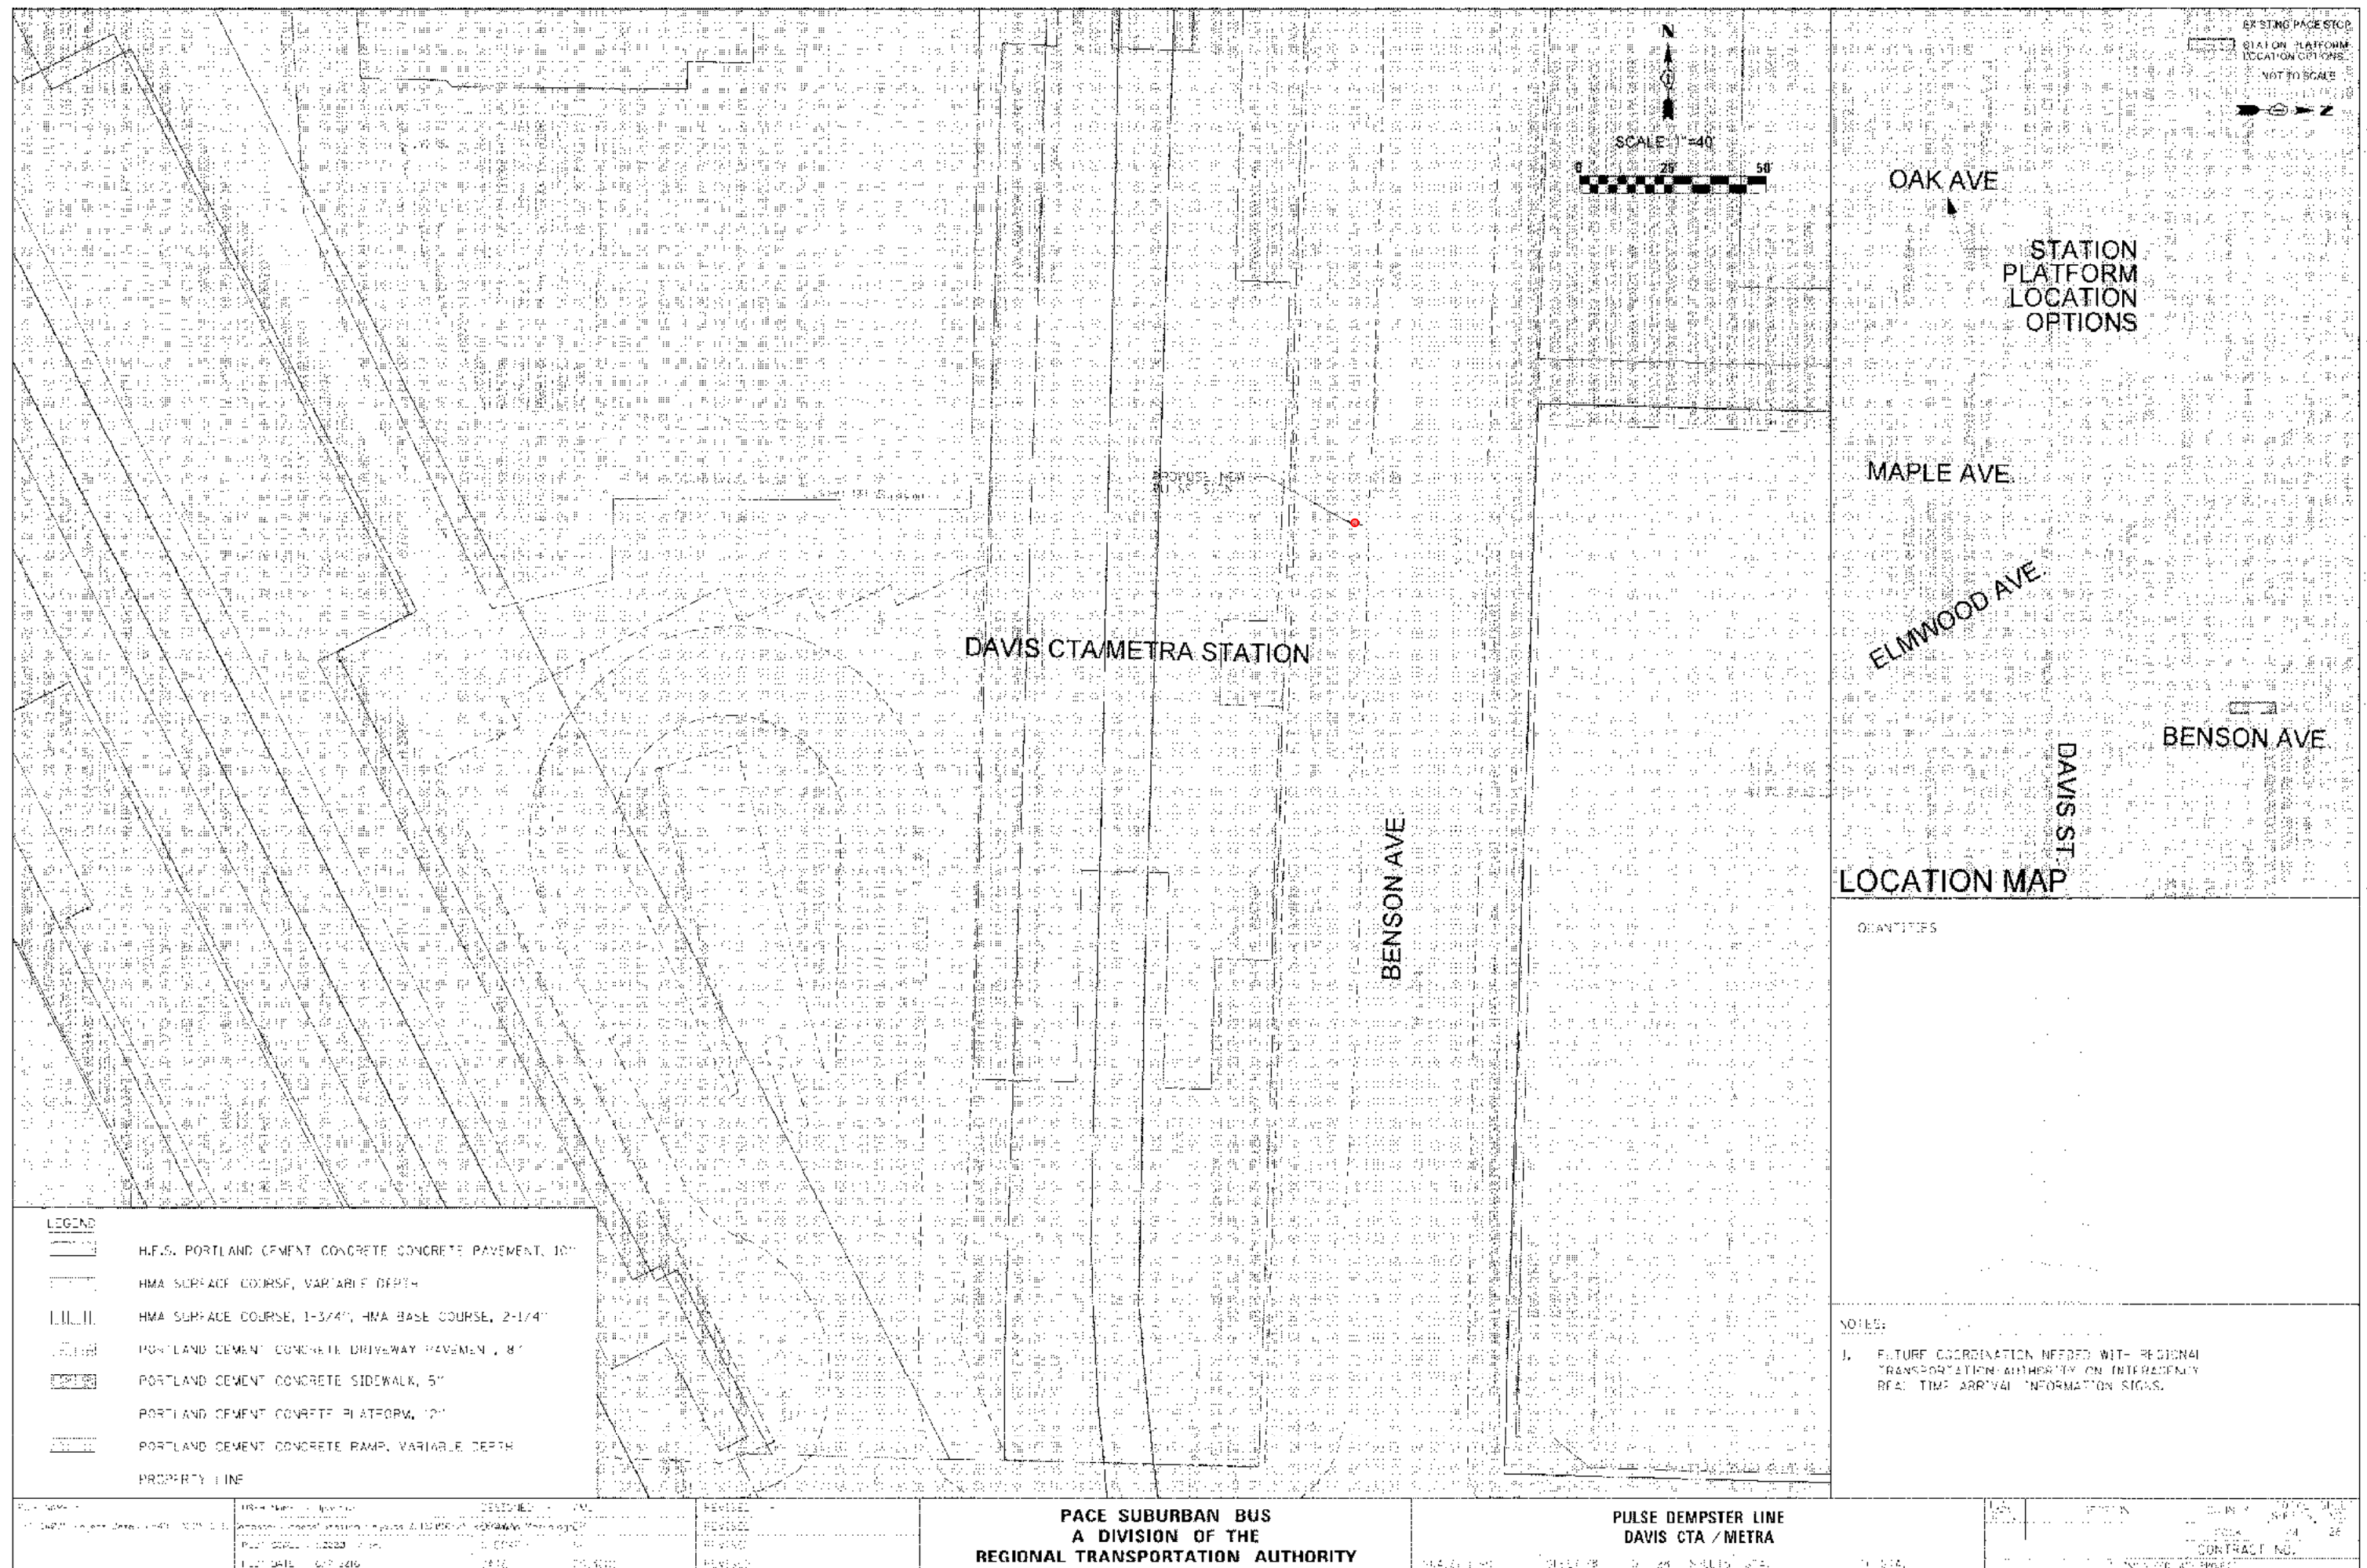 N
SCALE: 1"=40'
0 25' 50'
EXISTING PACE STOP
STATION PLATFORM
LOCATION OPTIONS
NOT TO SCALE
N
OAK AVE
STATION
PLATFORM
LOCATION
OPTIONS
MAPLE AVE.
ELMWOOD AVE.
BENSON AVE.
DAVIS ST.
LOCATION MAP
DAVIS CTA/METRA STATION
BENSON AVE
QUANTITIES
NOTES:
1. FUTURE COORDINATION NEEDED WITH REGIONAL
TRANSPORTATION AUTHORITY ON INTERAGENCY
REAL TIME ARRIVAL INFORMATION SIGNS.
LEGEND
H.E.S. PORTLAND CEMENT CONCRETE CONCRETE PAVEMENT, 10"
HMA SURFACE COURSE, VARIABLE DEPTH
HMA SURFACE COURSE, 1-3/4", HMA BASE COURSE, 2-1/4"
PORTLAND CEMENT CONCRETE DRIVEWAY PAVEMENT, 8"
PORTLAND CEMENT CONCRETE SIDEWALK, 5"
PORTLAND CEMENT CONRETE PLATFORM, 12"
PORTLAND CEMENT CONCRETE RAMP, VARIABLE DEPTH
PROPERTY LINE
REVISED
REVISED
REVISED
REVISED
PACE SUBURBAN BUS
A DIVISION OF THE
REGIONAL TRANSPORTATION AUTHORITY
PULSE DEMPSTER LINE
DAVIS CTA / METRA
CONTRACT NO.